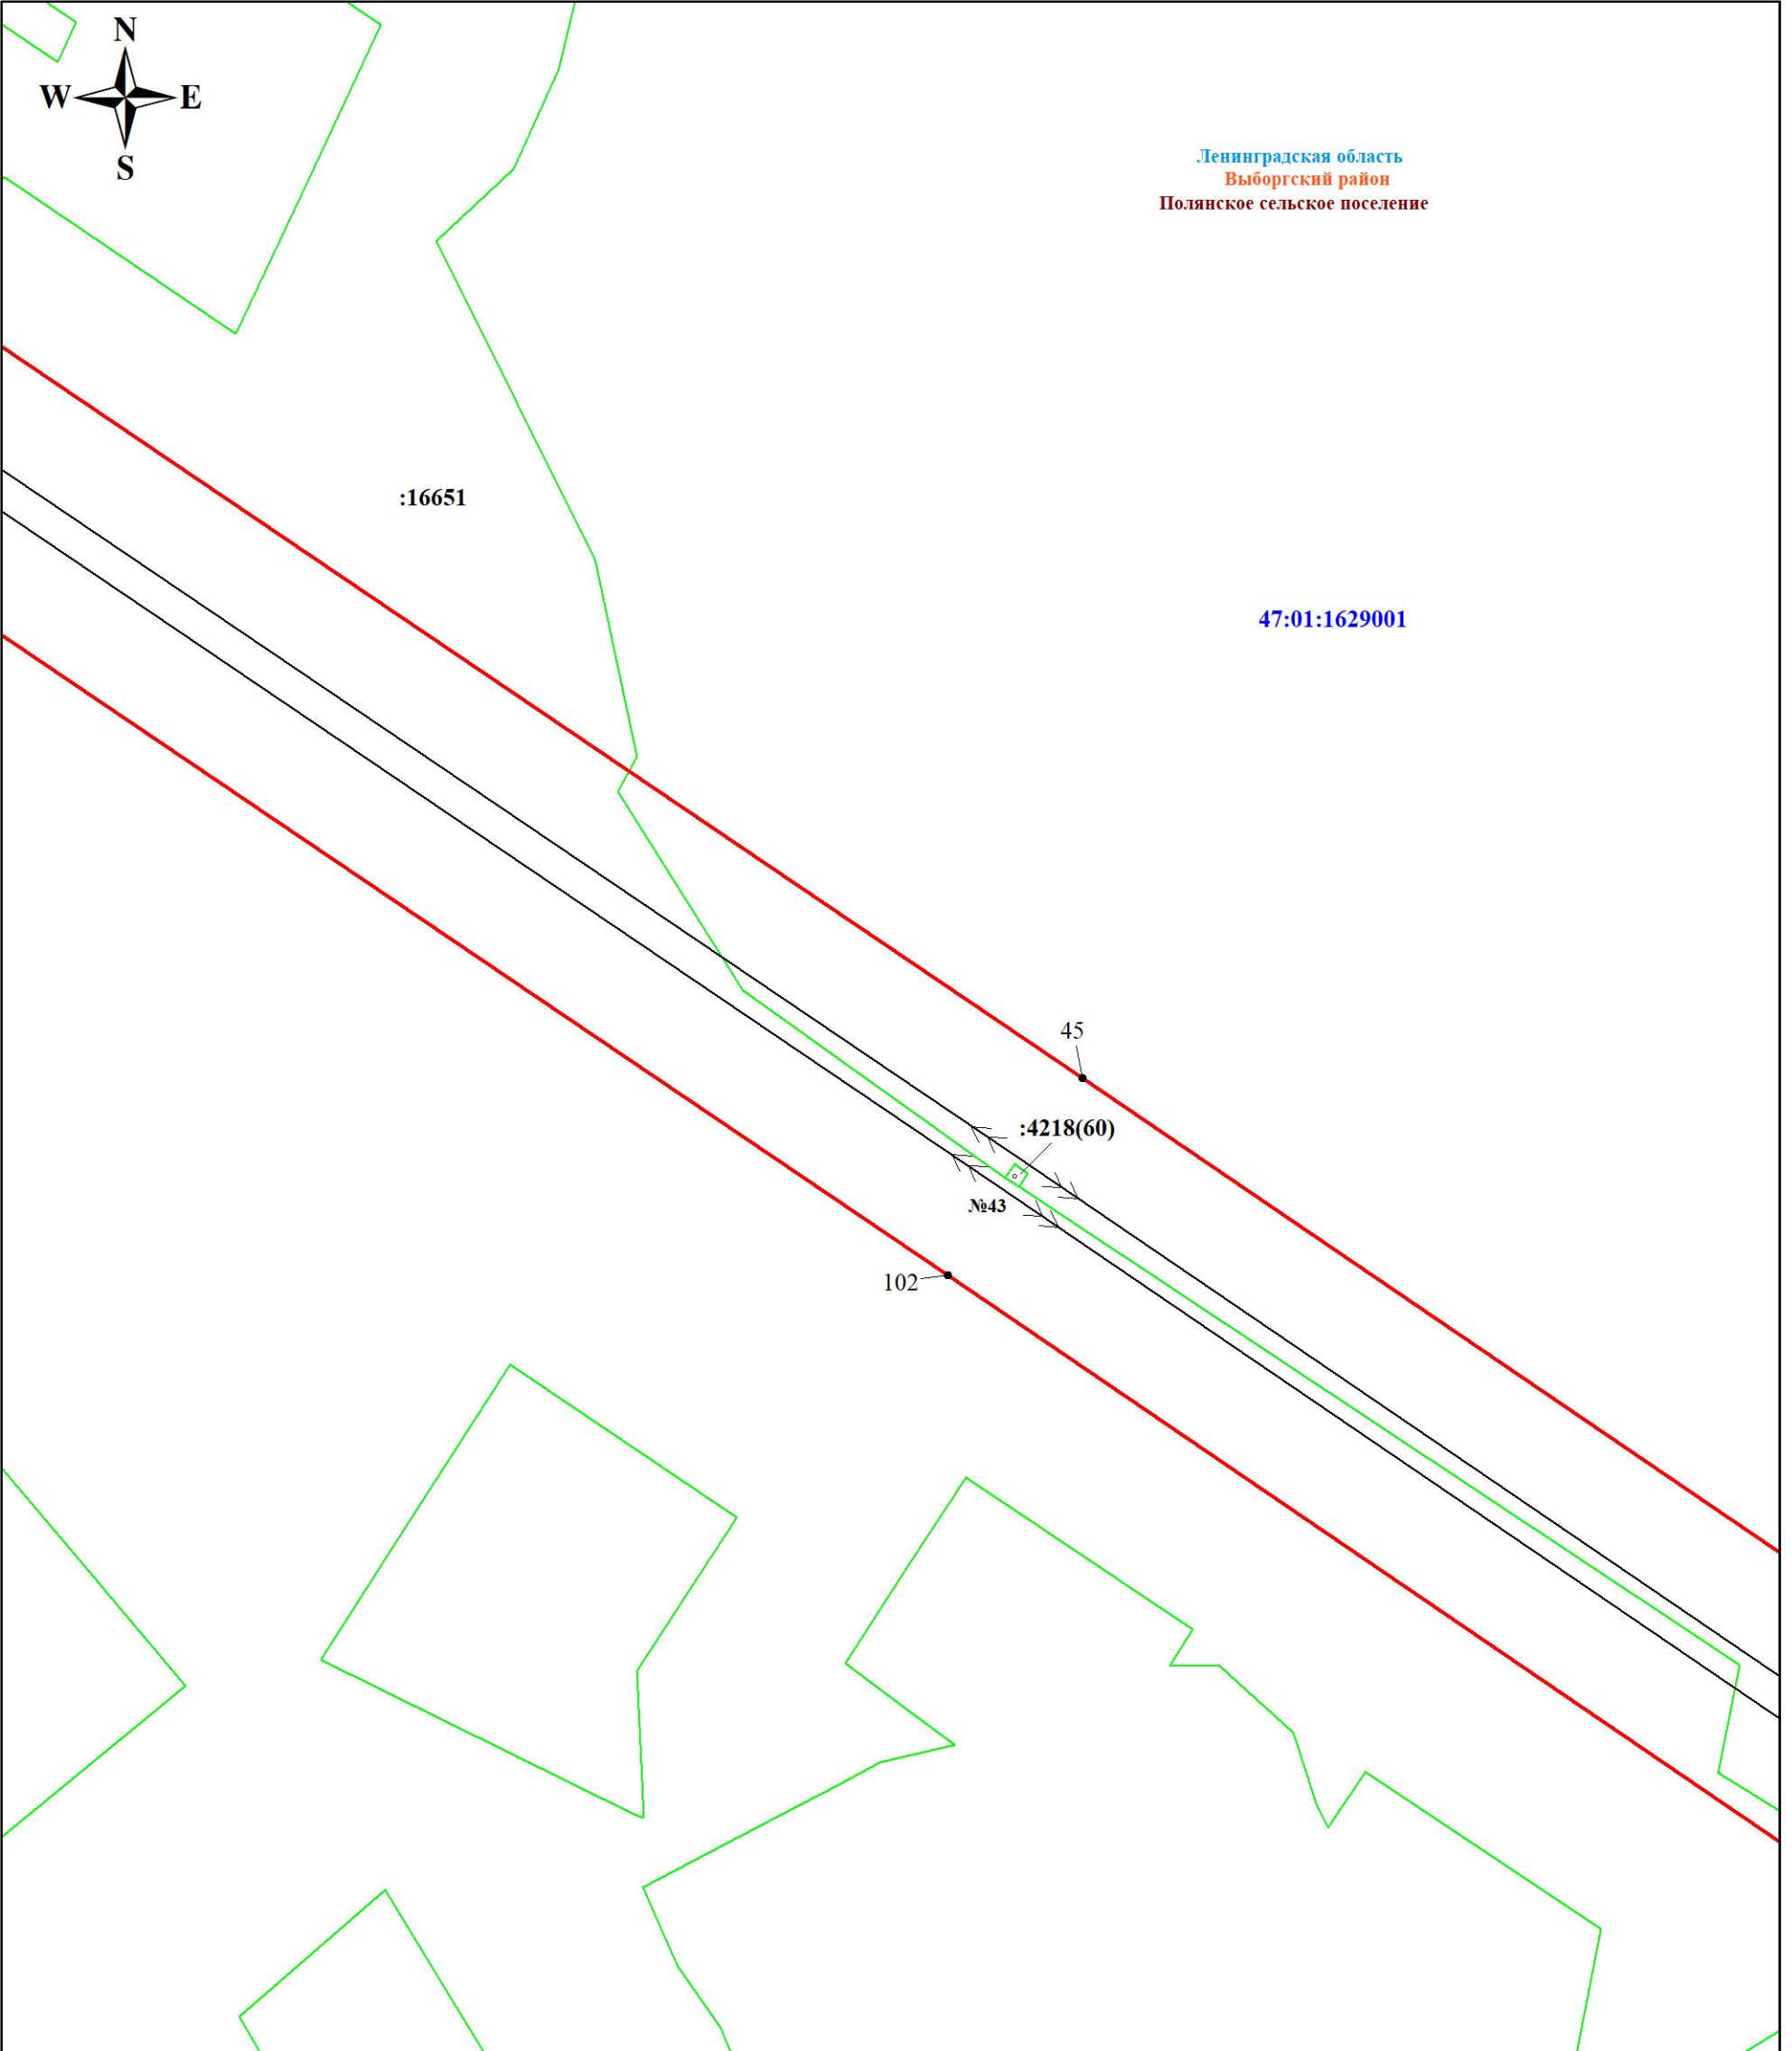 N
W E
S
Ленинградская область
Выборгский район
Полянское сельское поселение
:16651
47:01:1629001
45
:4218(60)
№43
102